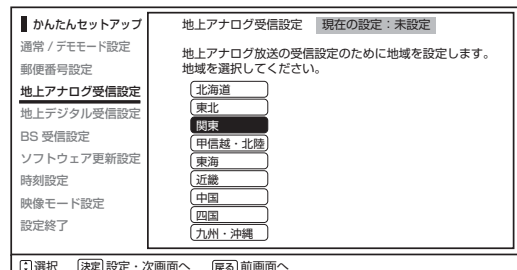 かんたんセットアップ
通常 / デモモード設定
郵便番号設定
地上アナログ受信設定
地上デジタル受信設定
BS 受信設定
ソフトウェア更新設定
時刻設定
映像モード設定
設定終了
地上アナログ受信設定 現在の設定：未設定
地上アナログ放送の受信設定のために地域を設定します。
地域を選択してください。
北海道
東北
関東
甲信越・北陸
東海
近畿
中国
四国
九州・沖縄
選択 決定 設定・次画面へ 戻る 前画面へ